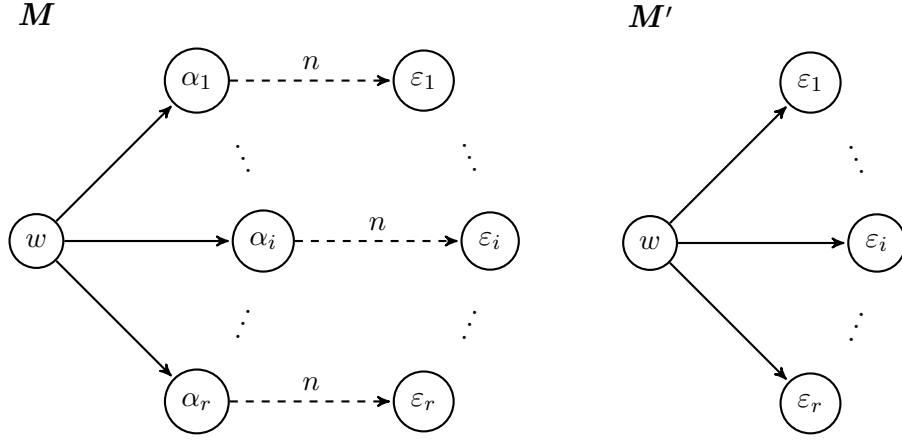 M M′
α₁ n ε₁ ε₁
⋱ ⋱ ⋱
w αᵢ n εᵢ w εᵢ
⋰ ⋰ ⋰
αᵣ n εᵣ εᵣ